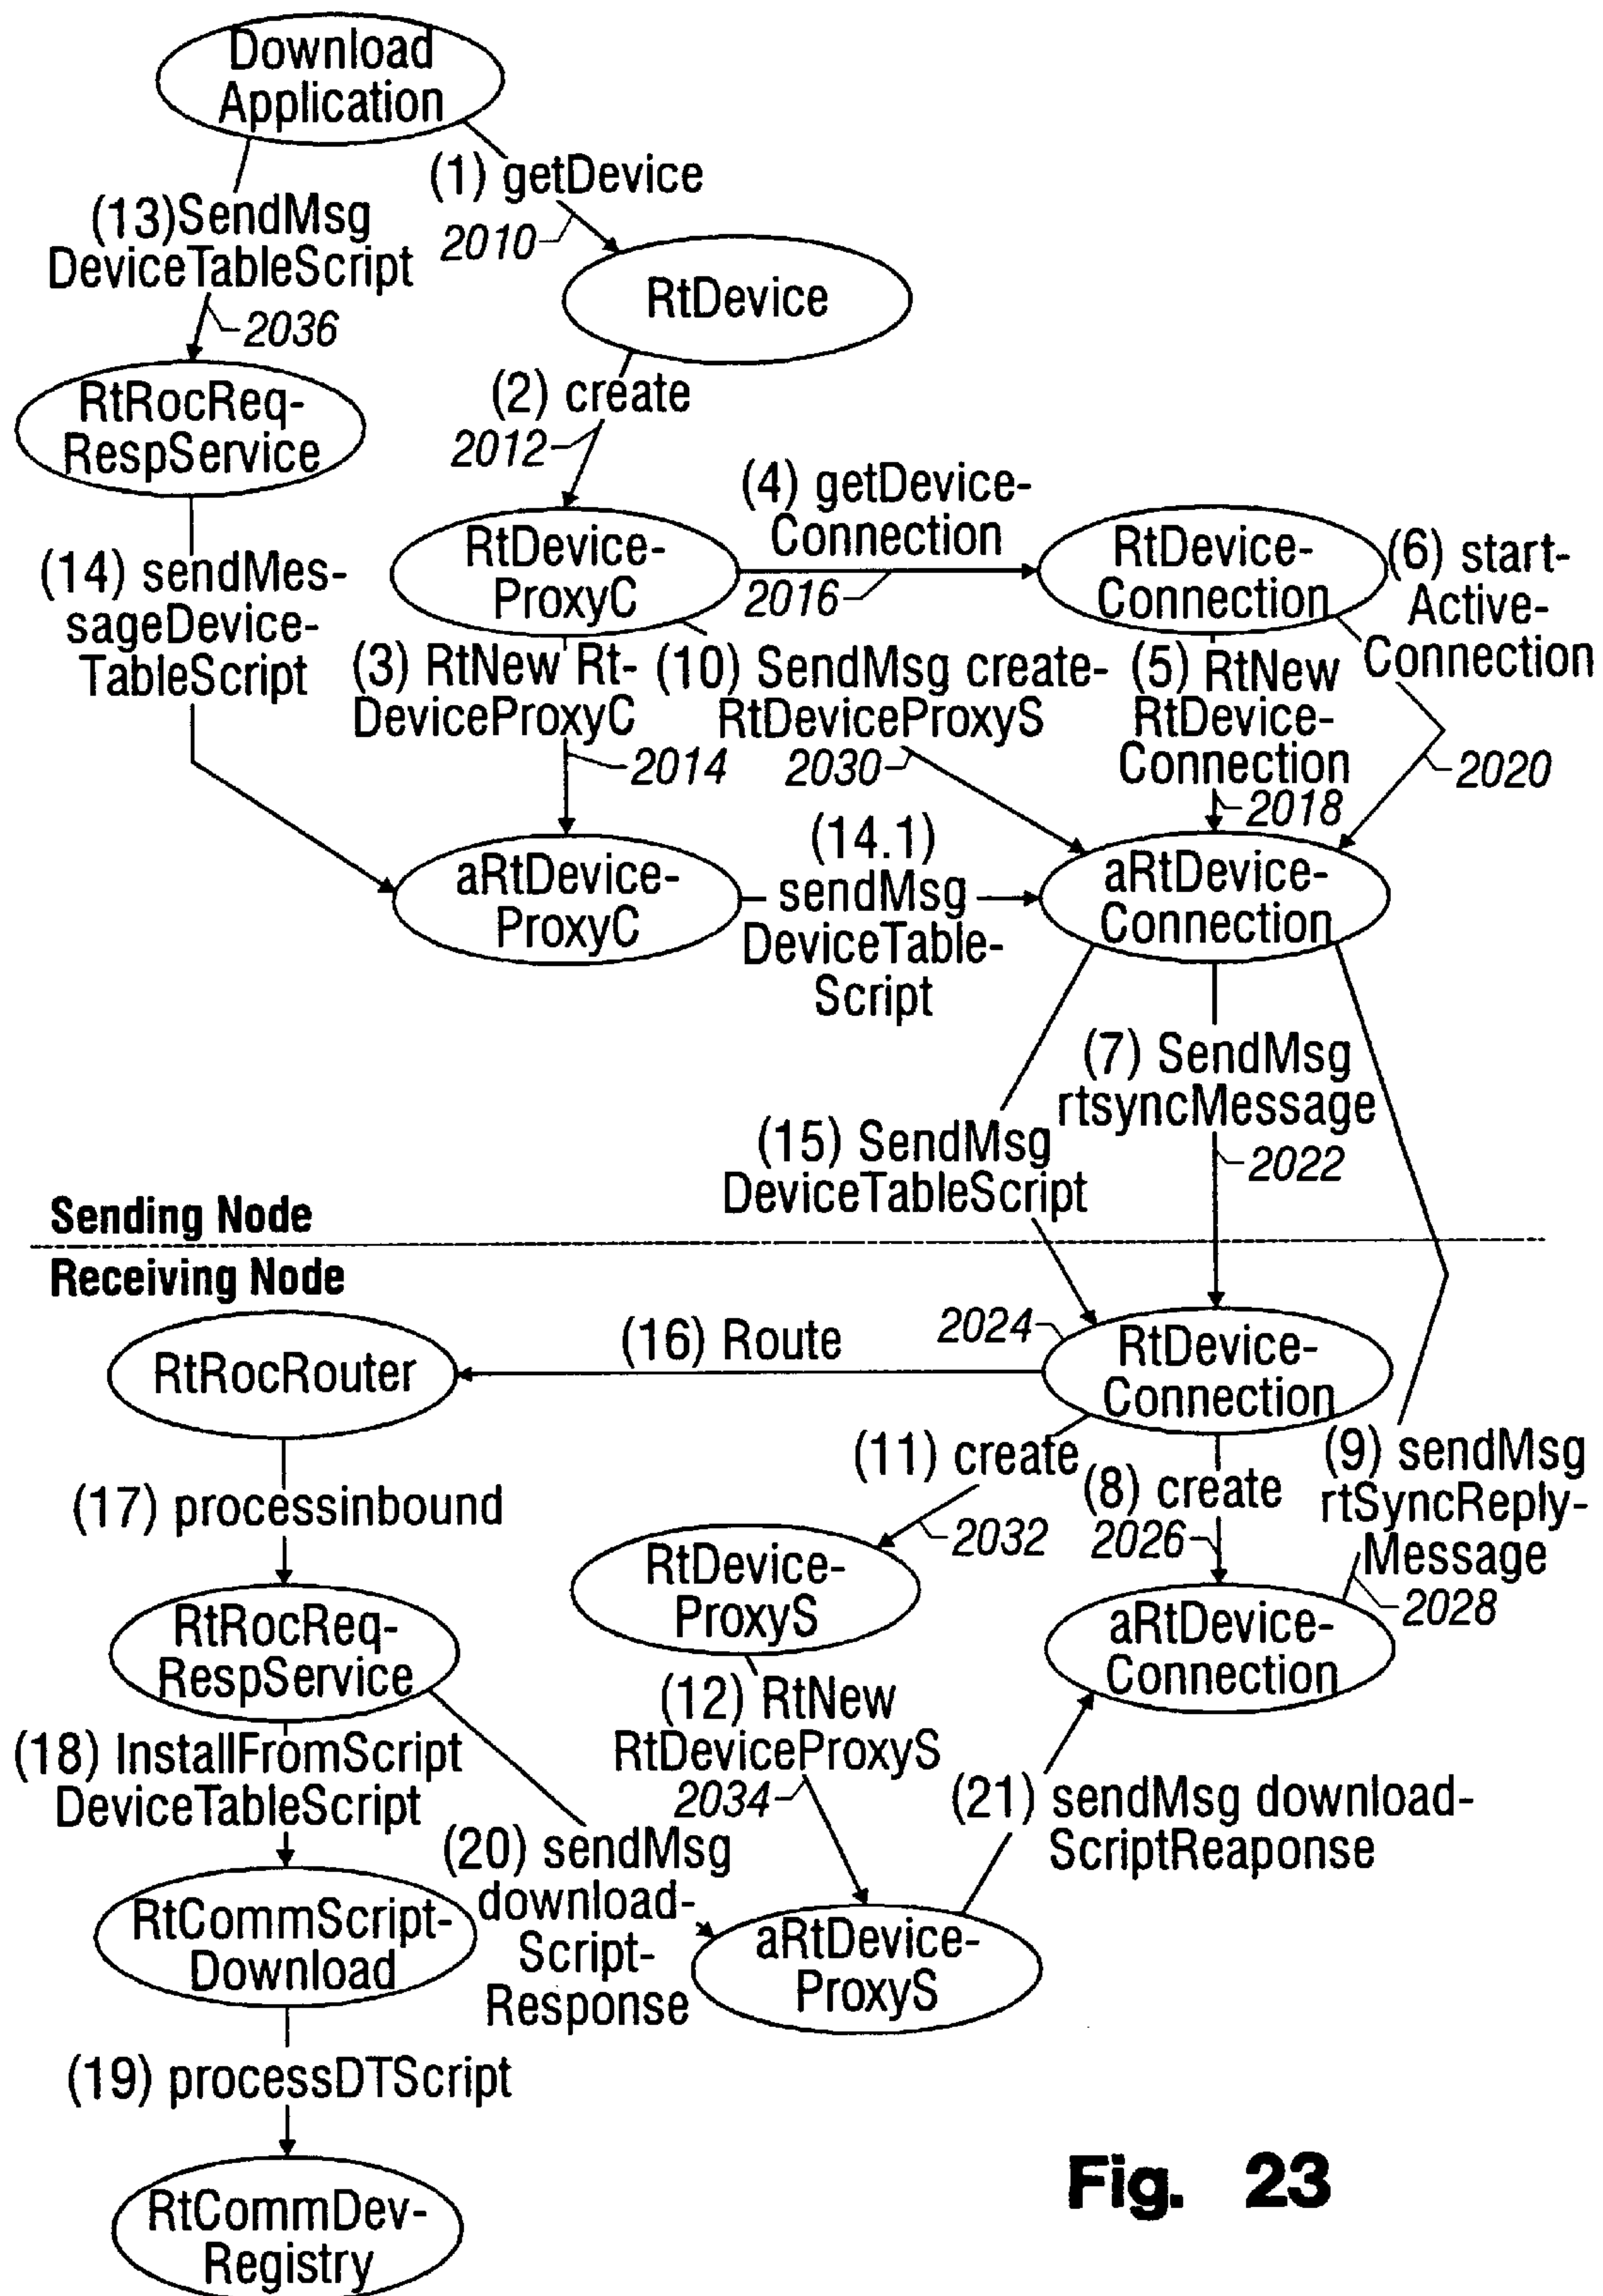 Download
Application
(1) getDevice
2010
(13)SendMsg
DeviceTableScript
2036
RtDevice
RtRocReq-
RespService
(2) create
2012
(4) getDevice-
Connection
2016
RtDevice-
ProxyC
RtDevice-
Connection
(6) start-
Active-
Connection
2020
(14) sendMes-
sageDevice-
TableScript
(3) RtNew Rt-
DeviceProxyC
2014
(10) SendMsg create-
RtDeviceProxyS
2030
(5) RtNew
RtDevice-
Connection
2018
aRtDevice-
ProxyC
(14.1)
sendMsg
DeviceTable-
Script
aRtDevice-
Connection
(7) SendMsg
rtsyncMessage
2022
(15) SendMsg
DeviceTableScript
Sending Node
Receiving Node
RtRocRouter
(16) Route
2024
RtDevice-
Connection
(11) create
2032
(8) create
2026
(9) sendMsg
rtSyncReply-
Message
2028
(17) processinbound
RtDevice-
ProxyS
aRtDevice-
Connection
RtRocReq-
RespService
(12) RtNew
RtDeviceProxyS
2034
(18) InstallFromScript
DeviceTableScript
(21) sendMsg download-
ScriptReaponse
(20) sendMsg
download-
Script-
Response
RtCommScript-
Download
aRtDevice-
ProxyS
(19) processDTScript
RtCommDev-
Registry
Fig. 23